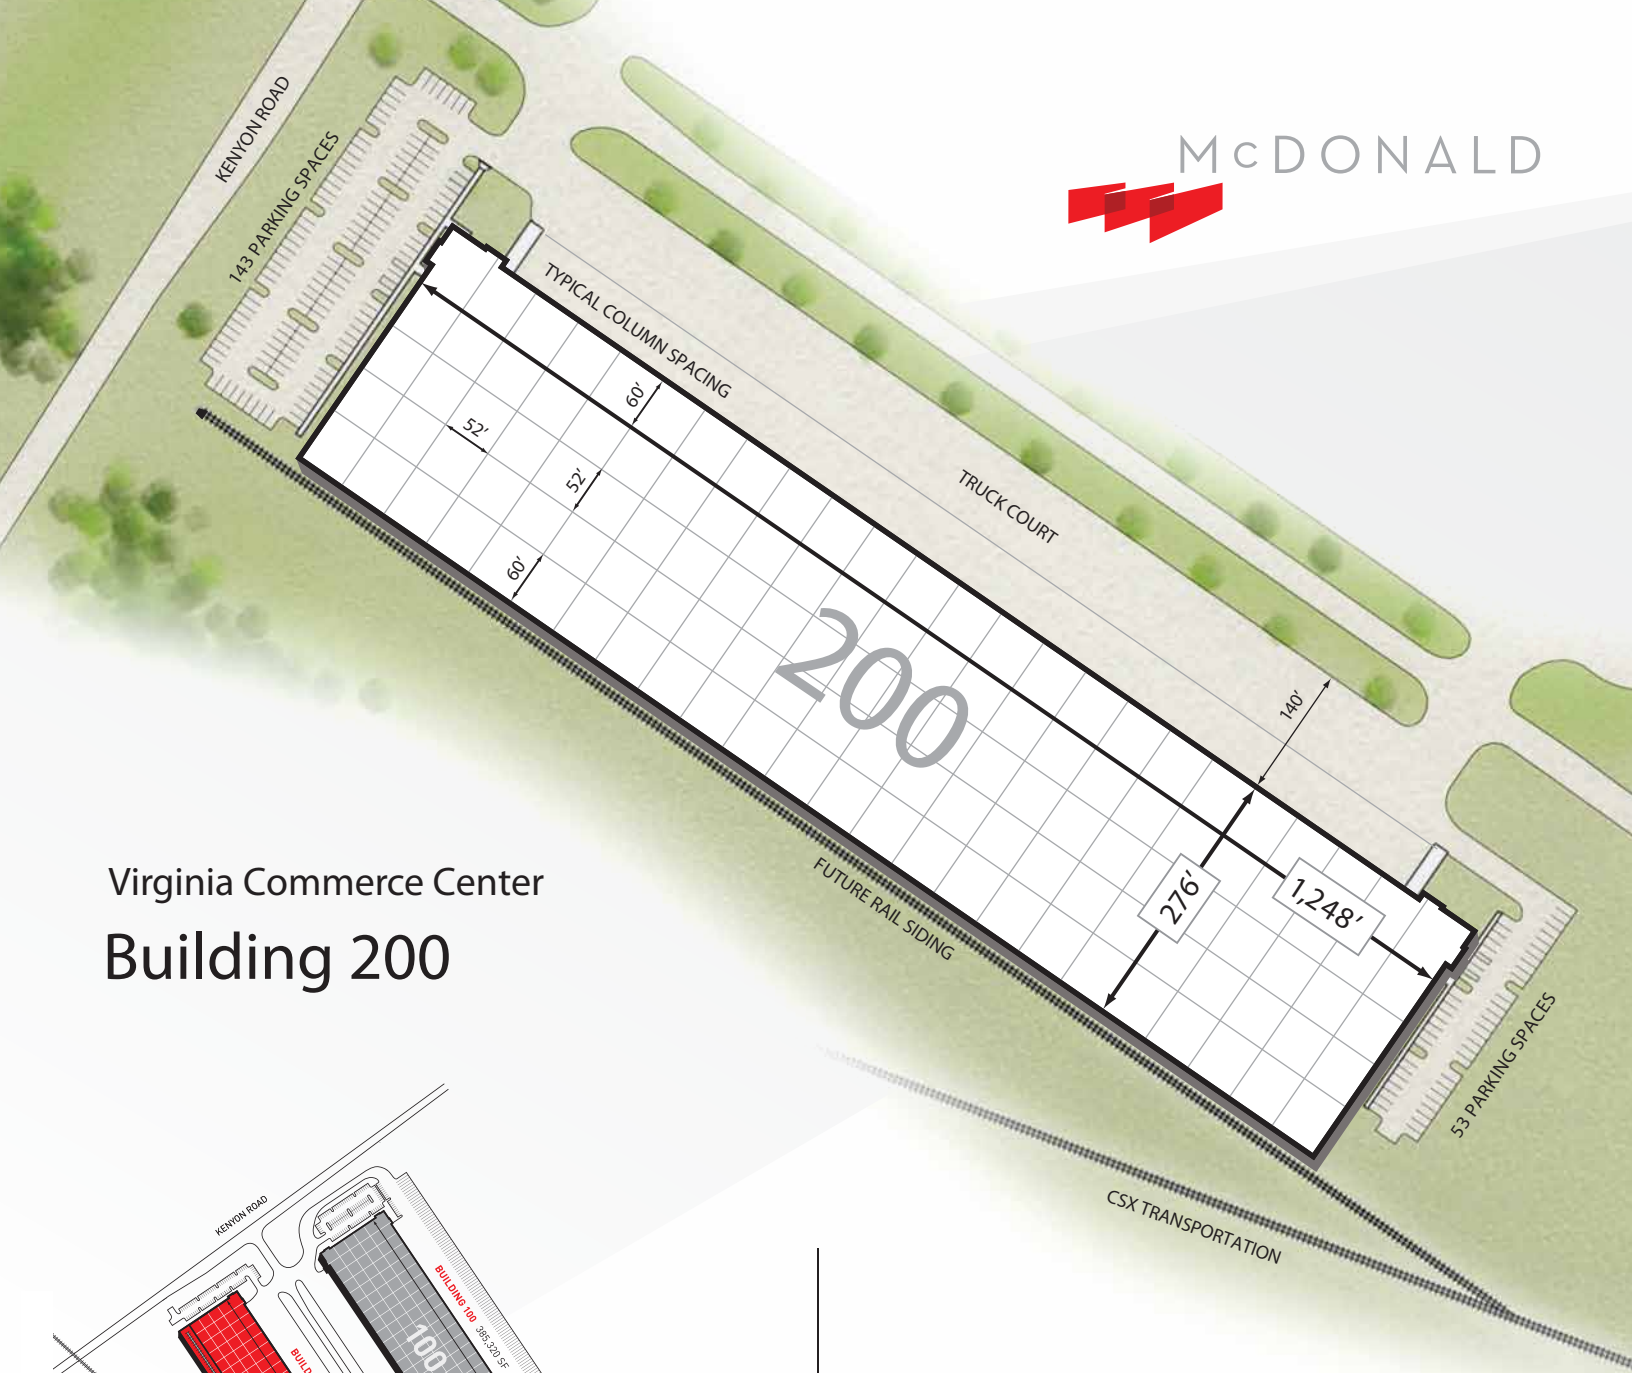 KENYON ROAD
143 PARKING SPACES
McDONALD
TYPICAL COLUMN SPACING
60′
52′
52′
60′
TRUCK COURT
200
140′
276′
1,248′
FUTURE RAIL SIDING
53 PARKING SPACES
CSX TRANSPORTATION
Virginia Commerce Center
Building 200
KENYON ROAD
BUILDING 100 385,320 SF
100
BUILD